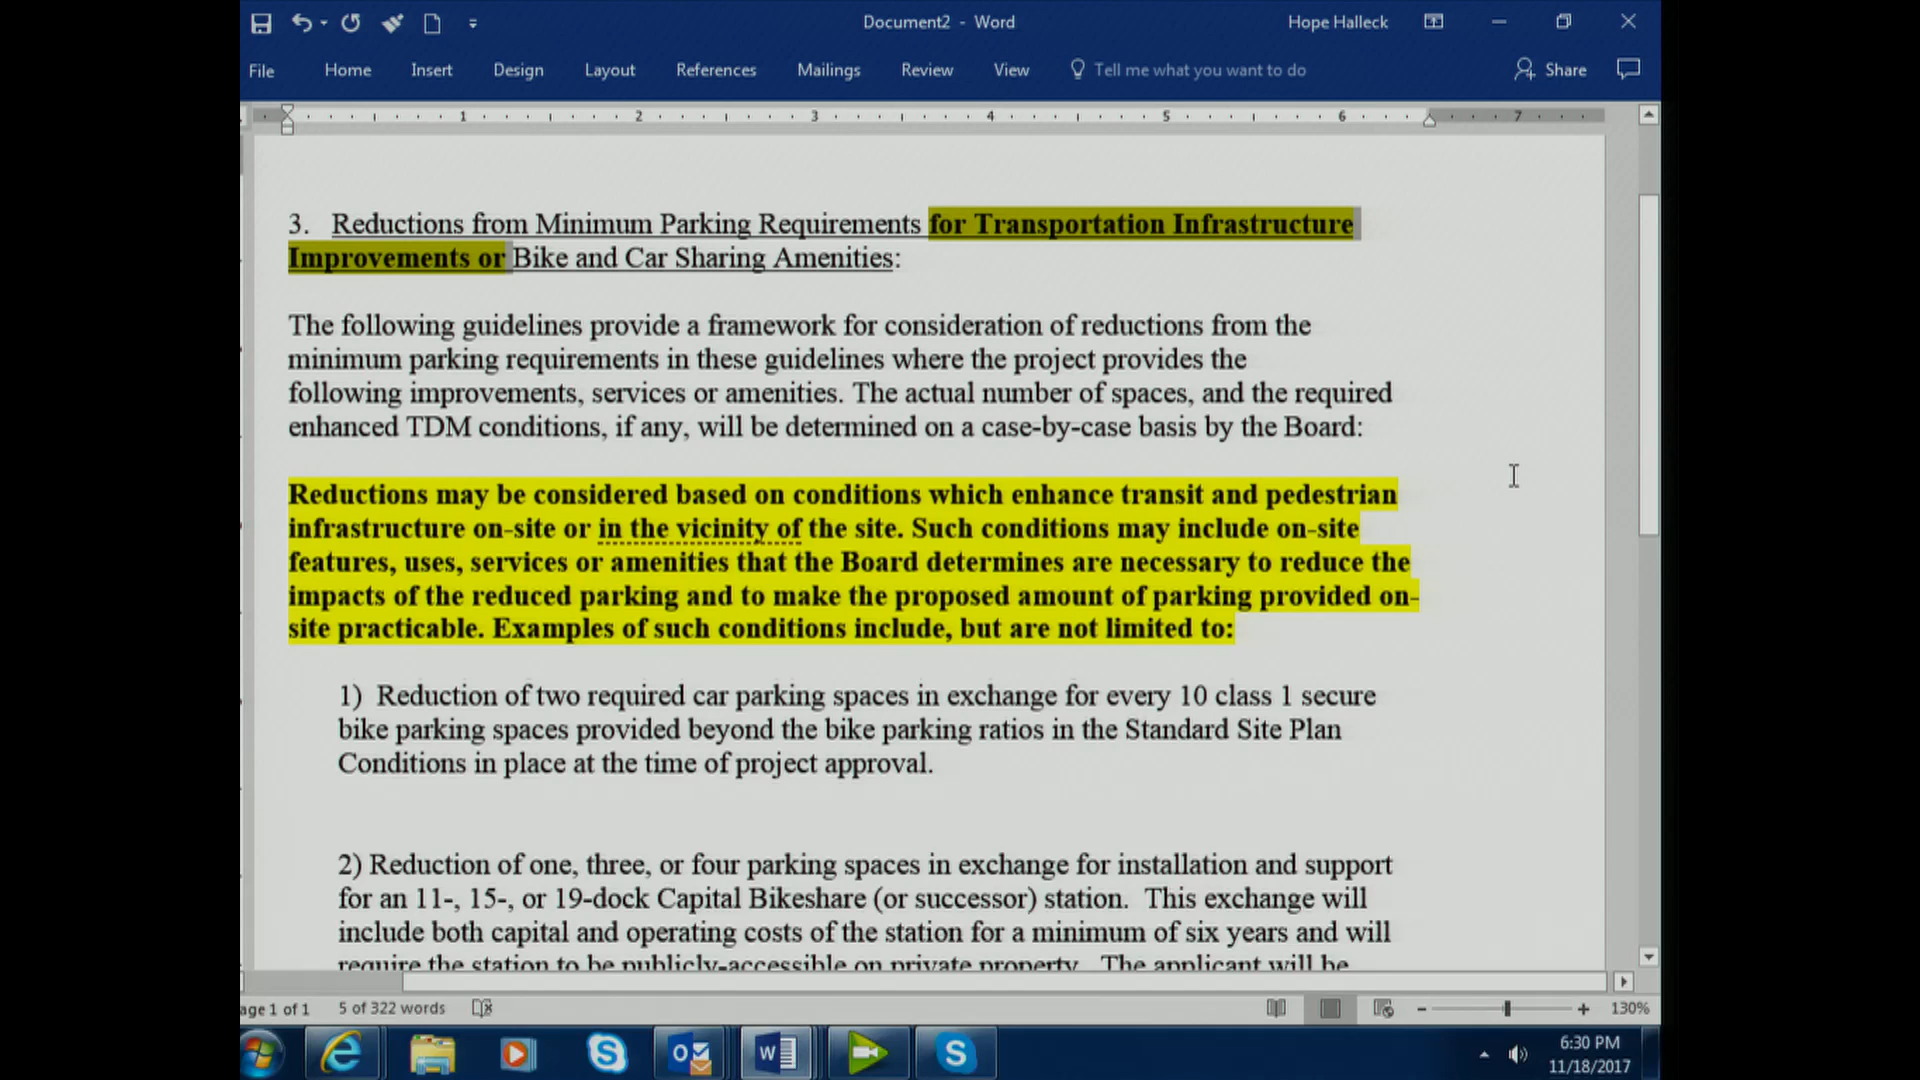 Document2 - Word
Hope Halleck
File Home Insert Design Layout References Mailings Review View Tell me what you want to do Share
1 2 3 4 5 6 7
3. Reductions from Minimum Parking Requirements for Transportation Infrastructure
Improvements or Bike and Car Sharing Amenities:
The following guidelines provide a framework for consideration of reductions from the
minimum parking requirements in these guidelines where the project provides the
following improvements, services or amenities. The actual number of spaces, and the required
enhanced TDM conditions, if any, will be determined on a case-by-case basis by the Board:
Reductions may be considered based on conditions which enhance transit and pedestrian
infrastructure on-site or in the vicinity of the site. Such conditions may include on-site
features, uses, services or amenities that the Board determines are necessary to reduce the
impacts of the reduced parking and to make the proposed amount of parking provided on-
site practicable. Examples of such conditions include, but are not limited to:
1) Reduction of two required car parking spaces in exchange for every 10 class 1 secure
bike parking spaces provided beyond the bike parking ratios in the Standard Site Plan
Conditions in place at the time of project approval.
2) Reduction of one, three, or four parking spaces in exchange for installation and support
for an 11-, 15-, or 19-dock Capital Bikeshare (or successor) station. This exchange will
include both capital and operating costs of the station for a minimum of six years and will
require the station to be publicly-accessible on private property. The applicant will be
age 1 of 1 5 of 322 words 130%
6:30 PM
11/18/2017